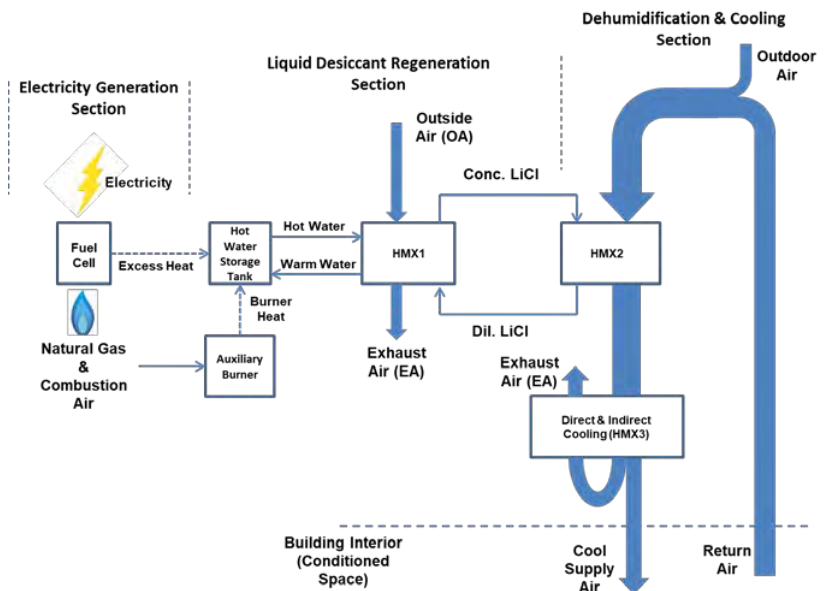 Dehumidification & Cooling
Section
Outdoor
Air
Liquid Desiccant Regeneration
Section
Electricity Generation
Section
Outside
Air (OA)
Electricity
Conc. LiCl
Fuel
Cell
Excess Heat
Hot
Water
Storage
Tank
Hot Water
Warm Water
HMX1
HMX2
Burner
Heat
Dil. LiCl
Natural Gas
&
Combustion
Air
Auxiliary
Burner
Exhaust
Air (EA)
Exhaust
Air (EA)
Direct & Indirect
Cooling (HMX3)
Building Interior
(Conditioned
Space)
Cool
Supply
Air
Return
Air